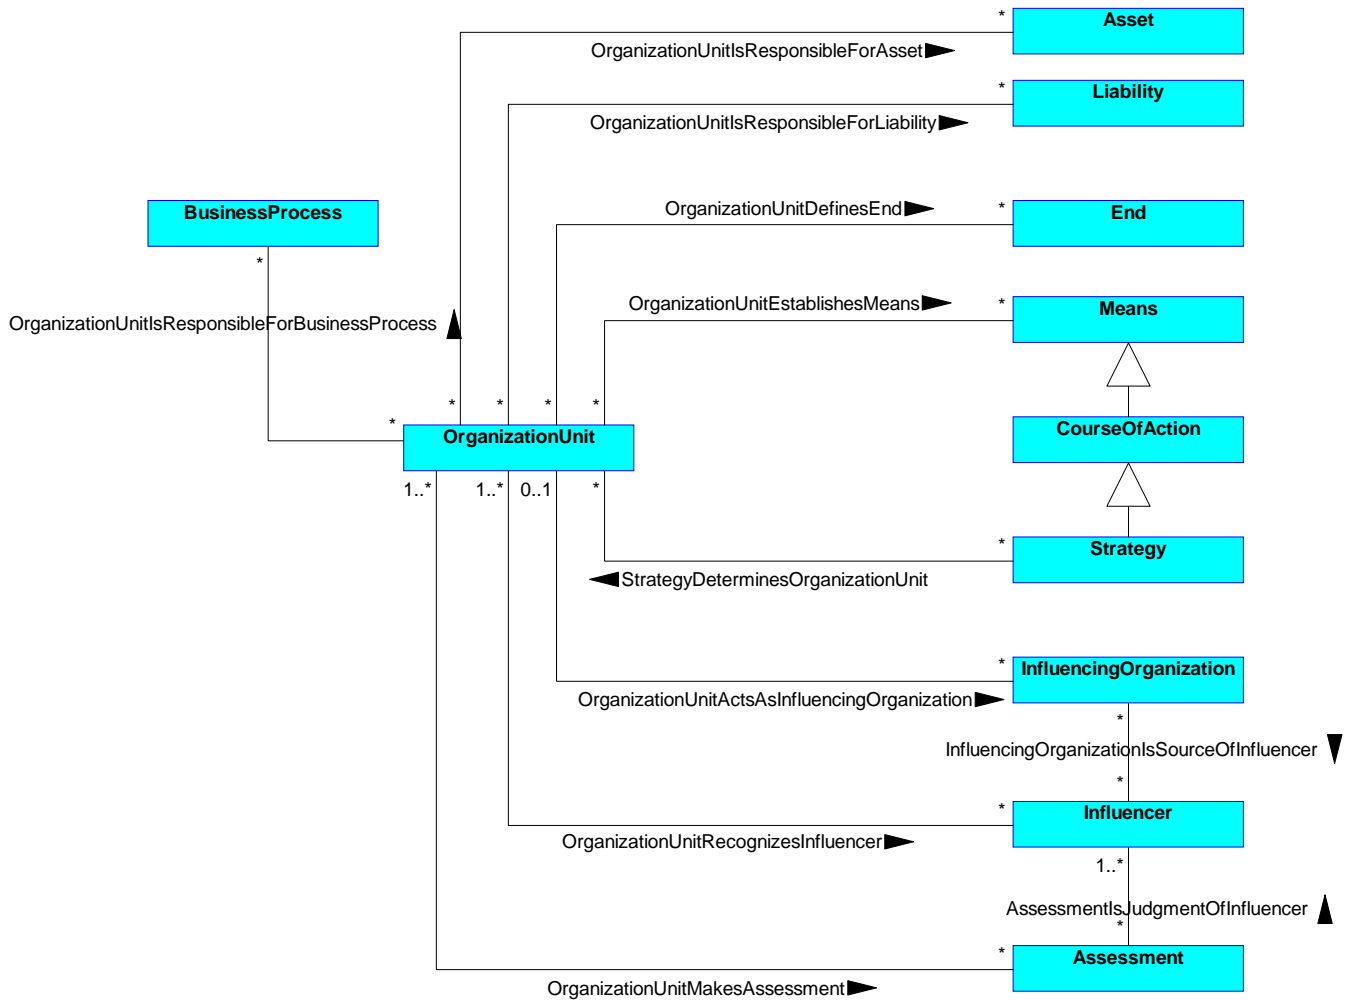 * Asset
OrganizationUnitIsResponsibleForAsset
* Liability
OrganizationUnitIsResponsibleForLiability
BusinessProcess
*
OrganizationUnitDefinesEnd * End
OrganizationUnitEstablishesMeans * Means
OrganizationUnitIsResponsibleForBusinessProcess
* * * *
* OrganizationUnit
CourseOfAction
1..* 1..* 0..1 *
* Strategy
StrategyDeterminesOrganizationUnit
* InfluencingOrganization
OrganizationUnitActsAsInfluencingOrganization
*
InfluencingOrganizationIsSourceOfInfluencer
*
* Influencer
OrganizationUnitRecognizesInfluencer
1..*
AssessmentIsJudgmentOfInfluencer
*
* Assessment
OrganizationUnitMakesAssessment